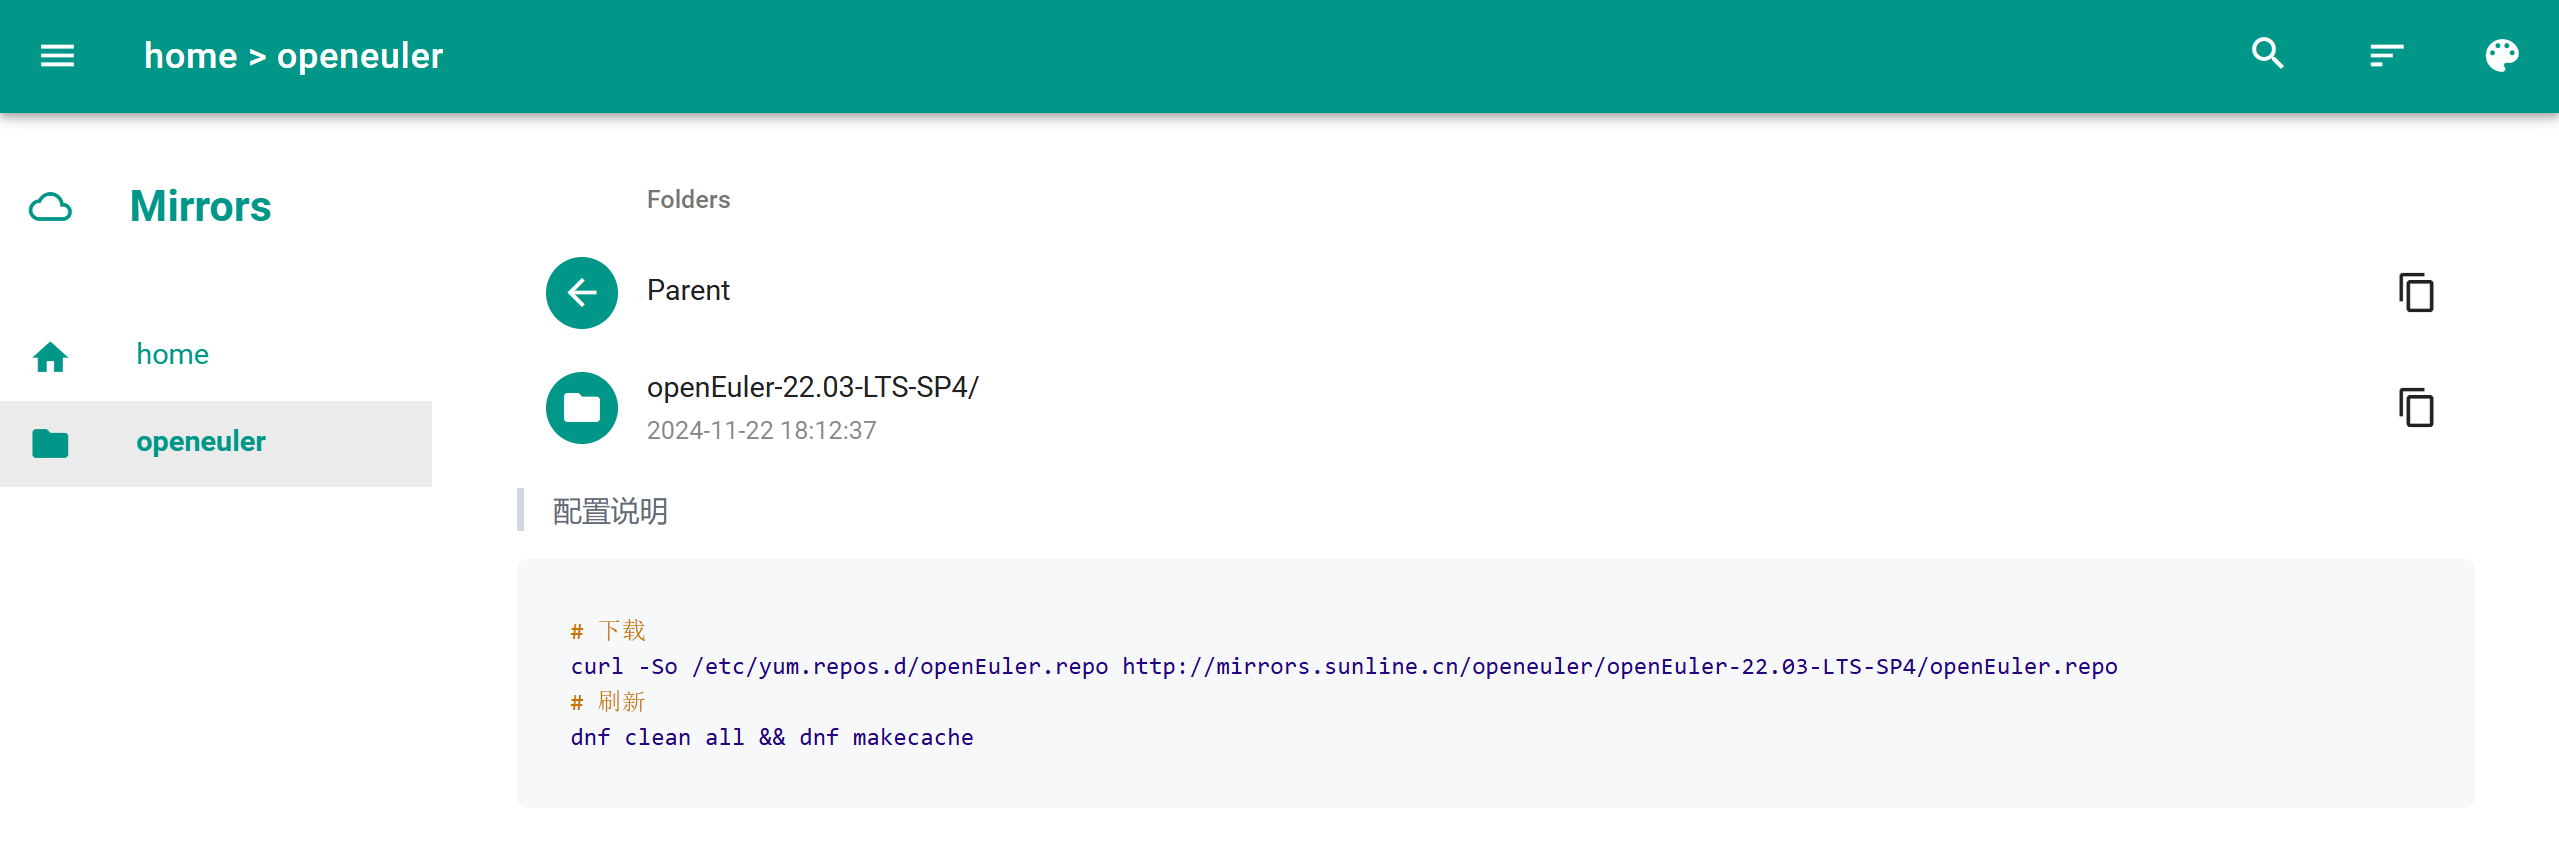 home > openeuler
Mirrors
home
openeuler
Folders
Parent
openEuler-22.03-LTS-SP4/
2024-11-22 18:12:37
配置说明
# 下载
curl -So /etc/yum.repos.d/openEuler.repo http://mirrors.sunline.cn/openeuler/openEuler-22.03-LTS-SP4/openEuler.repo
# 刷新
dnf clean all && dnf makecache